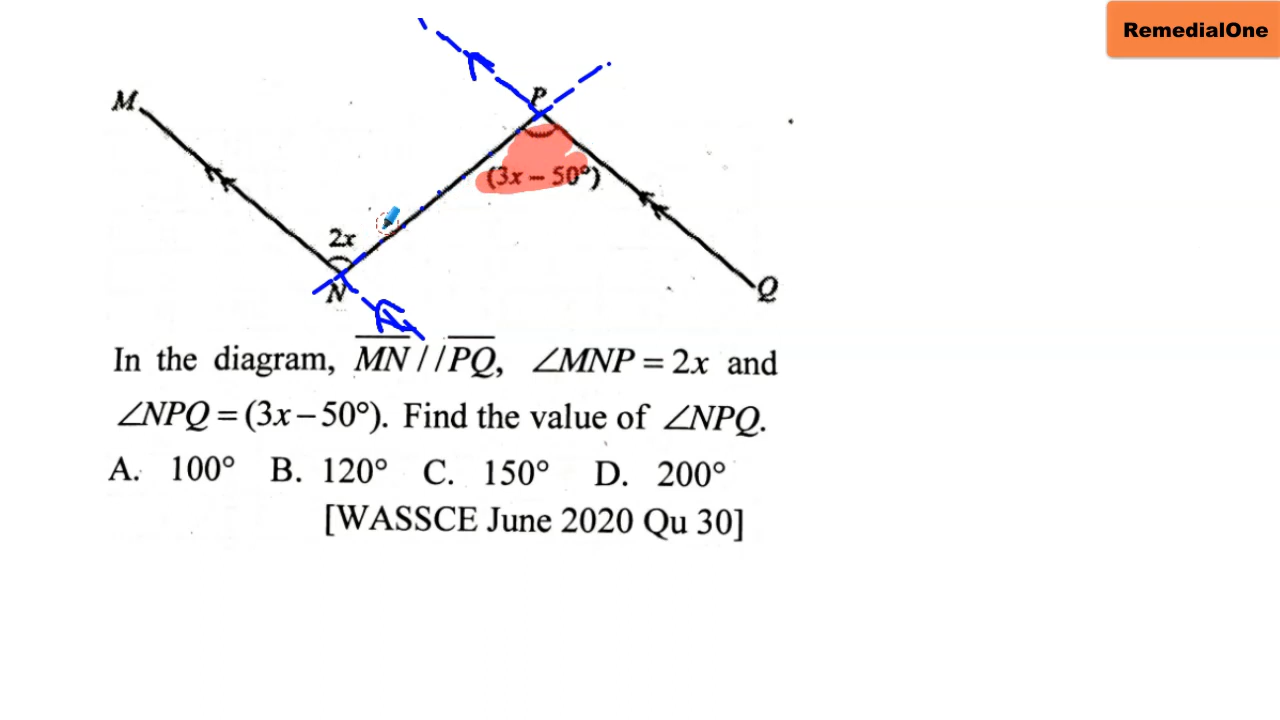 RemedialOne
M
P
(3x – 50°)
2x
N
Q
In the diagram, MN // PQ, ∠MNP = 2x and
∠NPQ = (3x – 50°). Find the value of ∠NPQ.
A. 100° B. 120° C. 150° D. 200°
[WASSCE June 2020 Qu 30]